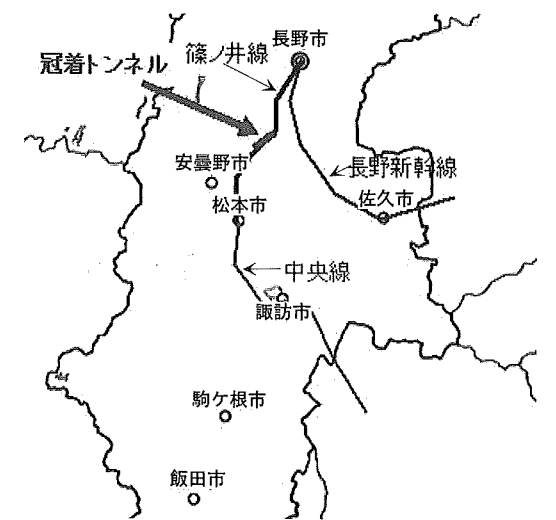 長野市
篠ノ井線
冠着トンネル
安曇野市
長野新幹線
佐久市
松本市
中央線
諏訪市
駒ケ根市
飯田市